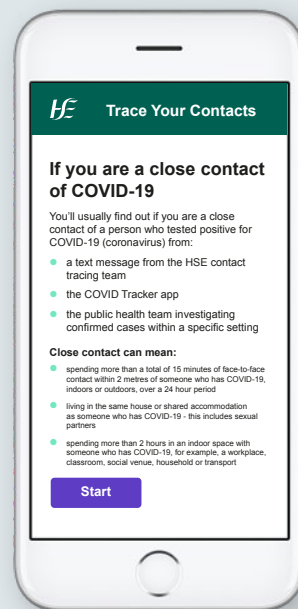 HSE Trace Your Contacts
If you are a close contact
of COVID-19
You'll usually find out if you are a close
contact of a person who tested positive for
COVID-19 (coronavirus) from:
a text message from the HSE contact
tracing team
the COVID Tracker app
the public health team investigating
confirmed cases within a specific setting
Close contact can mean:
spending more than a total of 15 minutes of face-to-face
contact within 2 metres of someone who has COVID-19,
indoors or outdoors, over a 24 hour period
living in the same house or shared accommodation
as someone who has COVID-19 - this includes sexual
partners
spending more than 2 hours in an indoor space with
someone who has COVID-19, for example, a workplace,
classroom, social venue, household or transport
Start